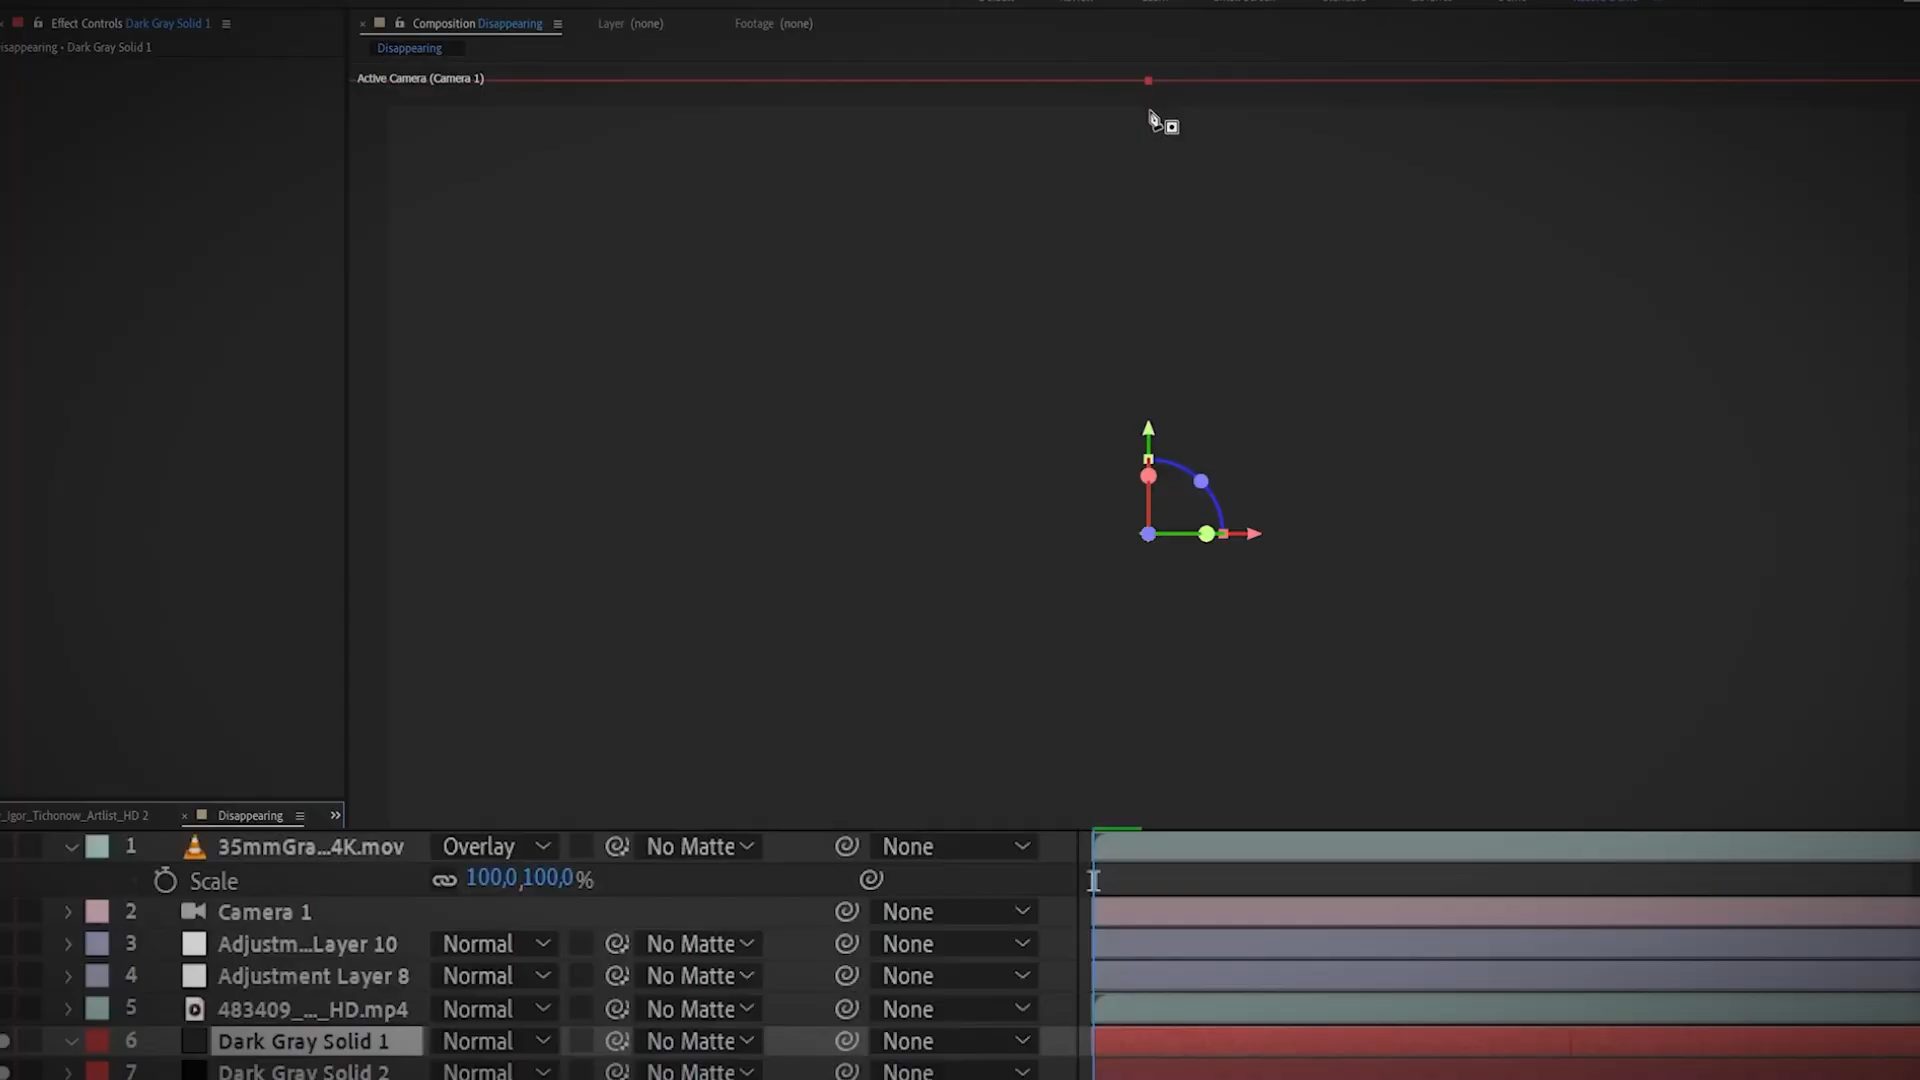 Effect Controls Dark Gray Solid 1
isappearing • Dark Gray Solid 1
Composition Disappearing
Layer (none)
Footage (none)
Disappearing
Active Camera (Camera 1)
_Igor_Tichonow_Artlist_HD 2
Disappearing
1 35mmGra...4K.mov Overlay No Matte None
Scale 100,0,100,0%
2 Camera 1 None
3 Adjustm...Layer 10 Normal No Matte None
4 Adjustment Layer 8 Normal No Matte None
5 483409_..._HD.mp4 Normal No Matte None
6 Dark Gray Solid 1 Normal No Matte None
7 Dark Gray Solid 2 Normal No Matte None